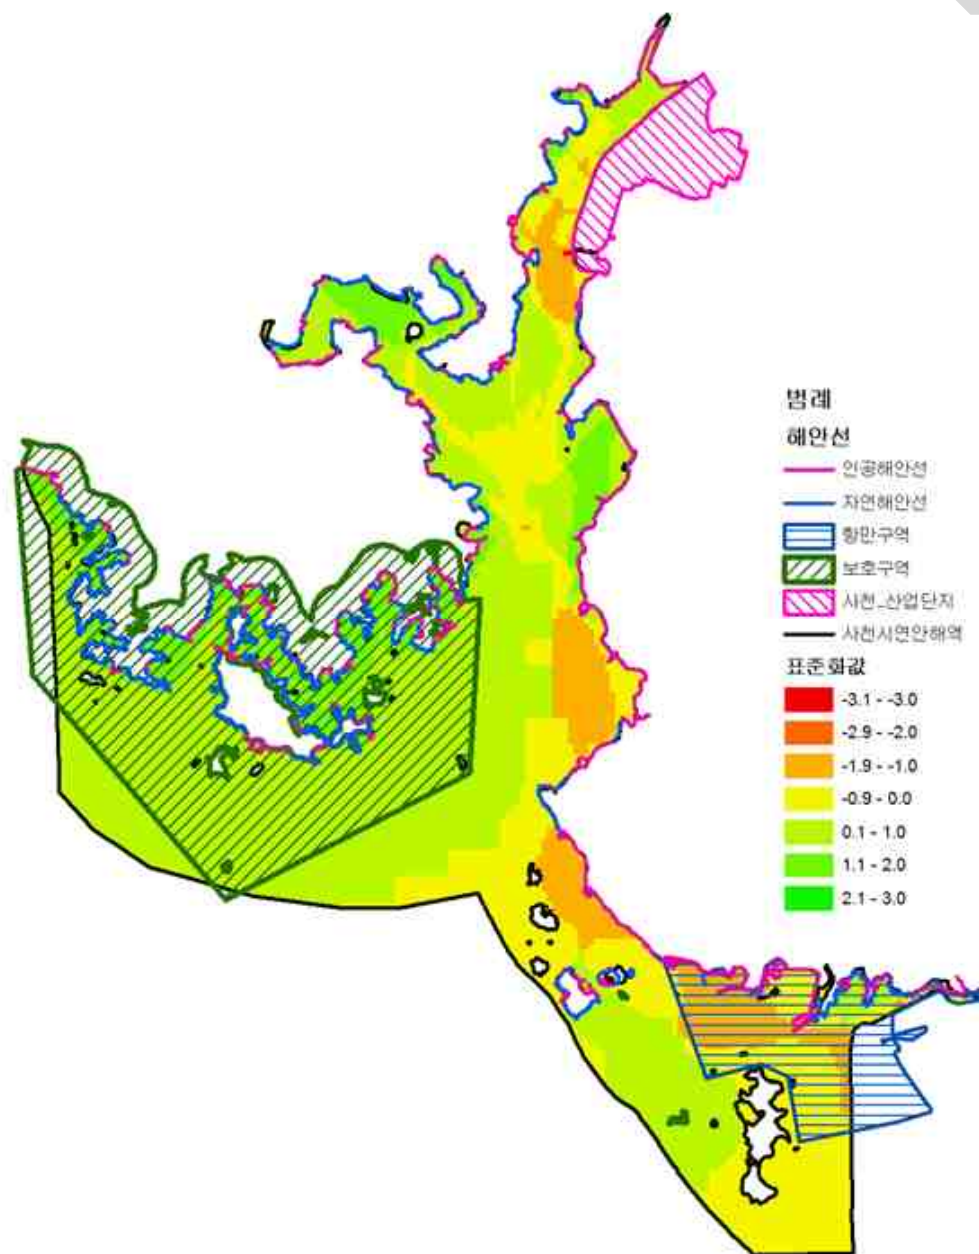 범례
해안선
인공해안선
자연해안선
항만구역
보호구역
사천_산업단지
사천시연안해역
표준화값
-3.1 - -3.0
-2.9 - -2.0
-1.9 - -1.0
-0.9 - 0.0
0.1 - 1.0
1.1 - 2.0
2.1 - 3.0